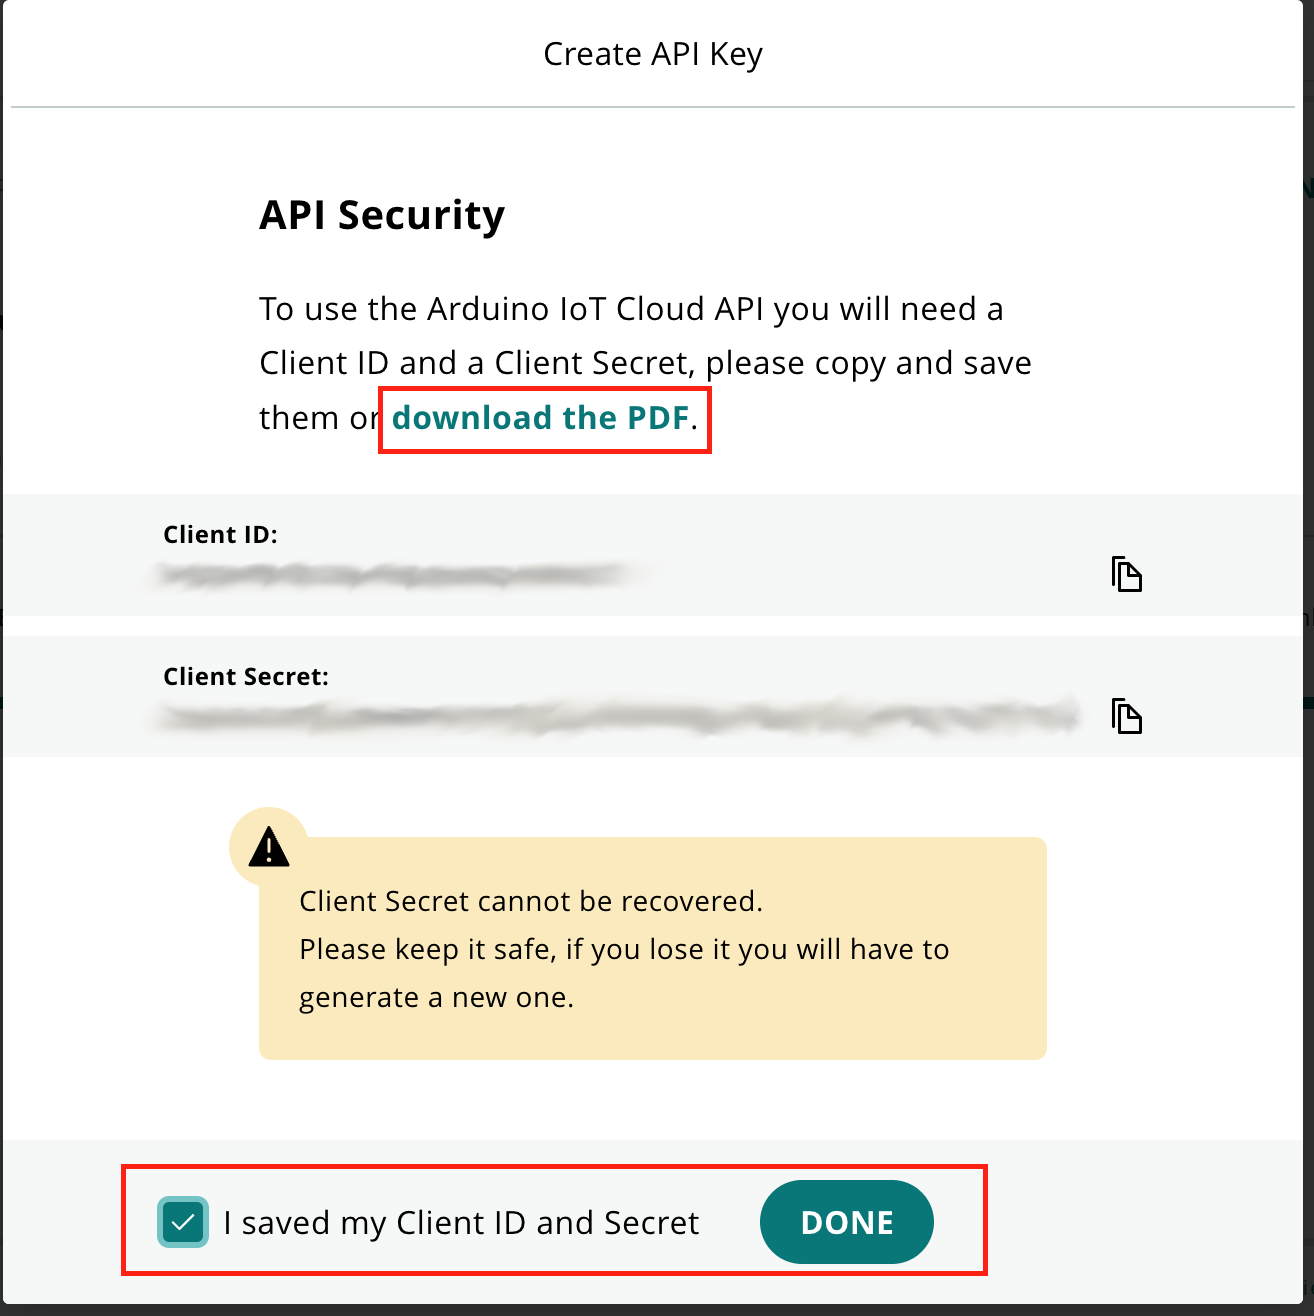 Create API Key
API Security
To use the Arduino IoT Cloud API you will need a
Client ID and a Client Secret, please copy and save
them or download the PDF.
Client ID:
Client Secret:
Client Secret cannot be recovered.
Please keep it safe, if you lose it you will have to
generate a new one.
I saved my Client ID and Secret
DONE